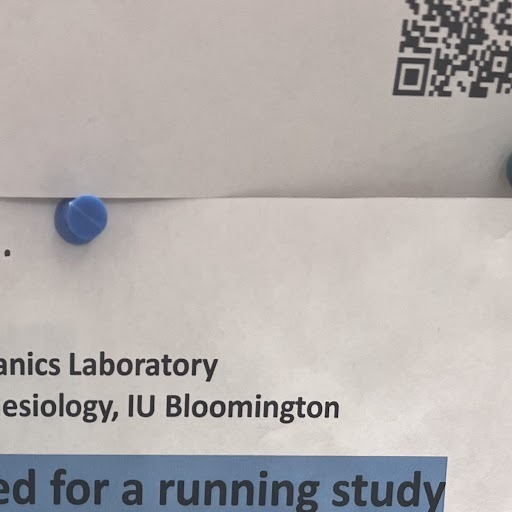 .
anics Laboratory
esiology, IU Bloomington
ed for a running study